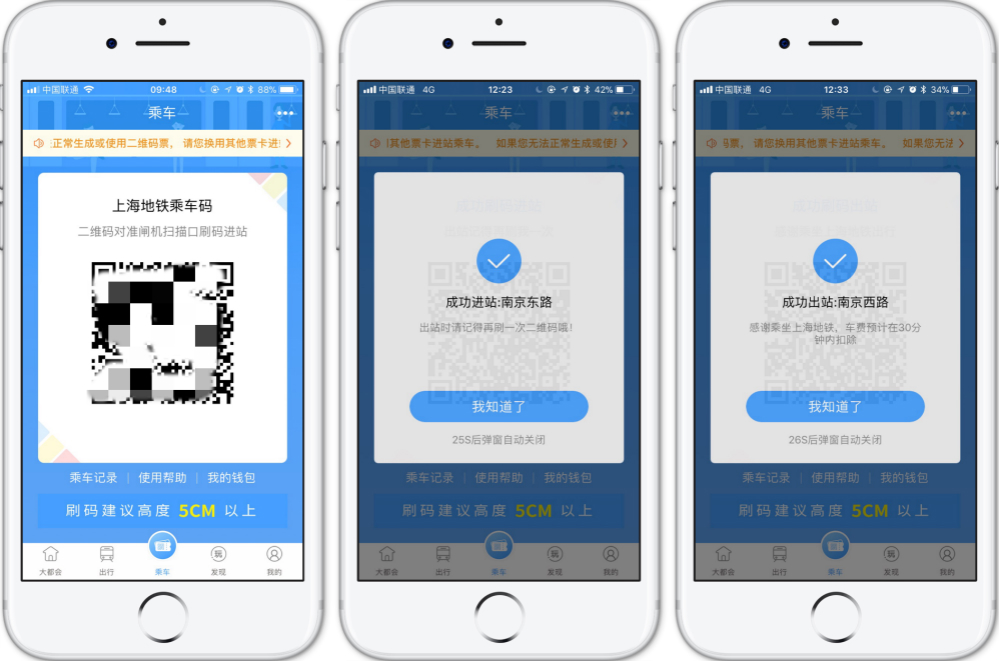 中国联通
09:48
88%
乘车
正常生成或使用二维码票， 请您换用其他票卡进
上海地铁乘车码
二维码对准闸机扫描口刷码进站
乘车记录 | 使用帮助 | 我的钱包
刷码建议高度 5CM 以上
大都会
出行
乘车
发现
我的
中国联通 4G
12:23
42%
乘车
其他票卡进站乘车。 如果您无法正常生成或使
成功进站:南京东路
出站时请记得再刷一次二维码哦!
我知道了
25S后弹窗自动关闭
乘车记录 | 使用帮助 | 我的钱包
刷码建议高度 5CM 以上
大都会
出行
乘车
发现
我的
中国联通 4G
12:33
34%
乘车
码票， 请您换用其他票卡进站乘车。 如果您无法
成功出站:南京西路
感谢乘坐上海地铁，车费预计在30分
钟内扣除
我知道了
26S后弹窗自动关闭
乘车记录 | 使用帮助 | 我的钱包
刷码建议高度 5CM 以上
大都会
出行
乘车
发现
我的